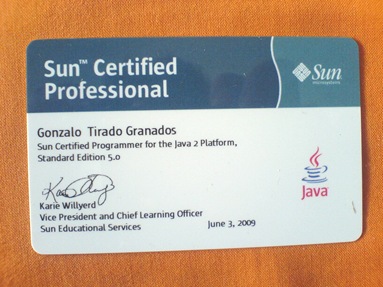 Sun™ Certified
Professional
Sun
microsystems
Gonzalo Tirado Granados
Sun Certified Programmer for the Java 2 Platform,
Standard Edition 5.0
Java
Karie Willyerd
Vice President and Chief Learning Officer
Sun Educational Services
June 3, 2009